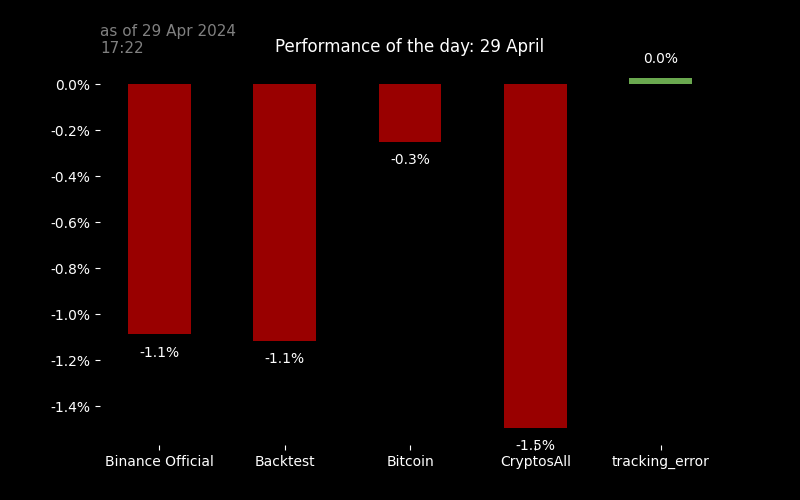 as of 29 Apr 2024
17:22
Performance of the day: 29 April
0.0%
0.0%
-0.2%
-0.4%
-0.6%
-0.8%
-1.0%
-1.2%
-1.4%
-1.1%
-1.1%
-0.3%
-1.5%
Binance Official
Backtest
Bitcoin
CryptosAll
tracking_error